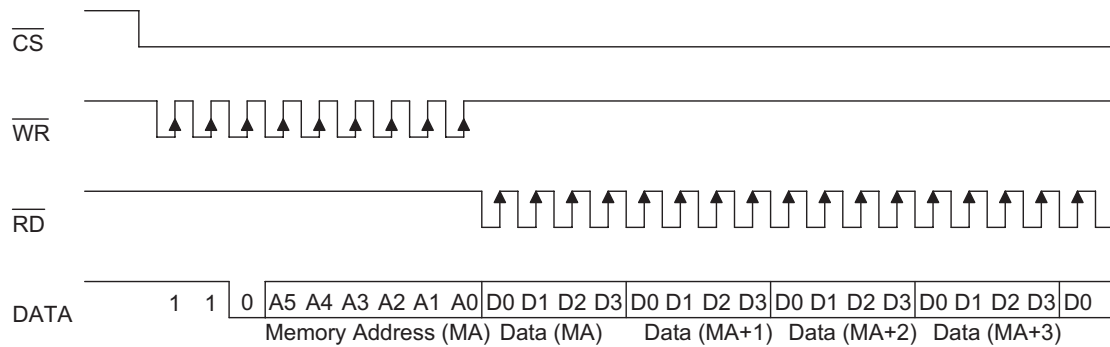 CS
WR
RD
DATA 1 1 0 A5 A4 A3 A2 A1 A0 D0 D1 D2 D3 D0 D1 D2 D3 D0 D1 D2 D3 D0 D1 D2 D3 D0
Memory Address (MA) Data (MA) Data (MA+1) Data (MA+2) Data (MA+3)